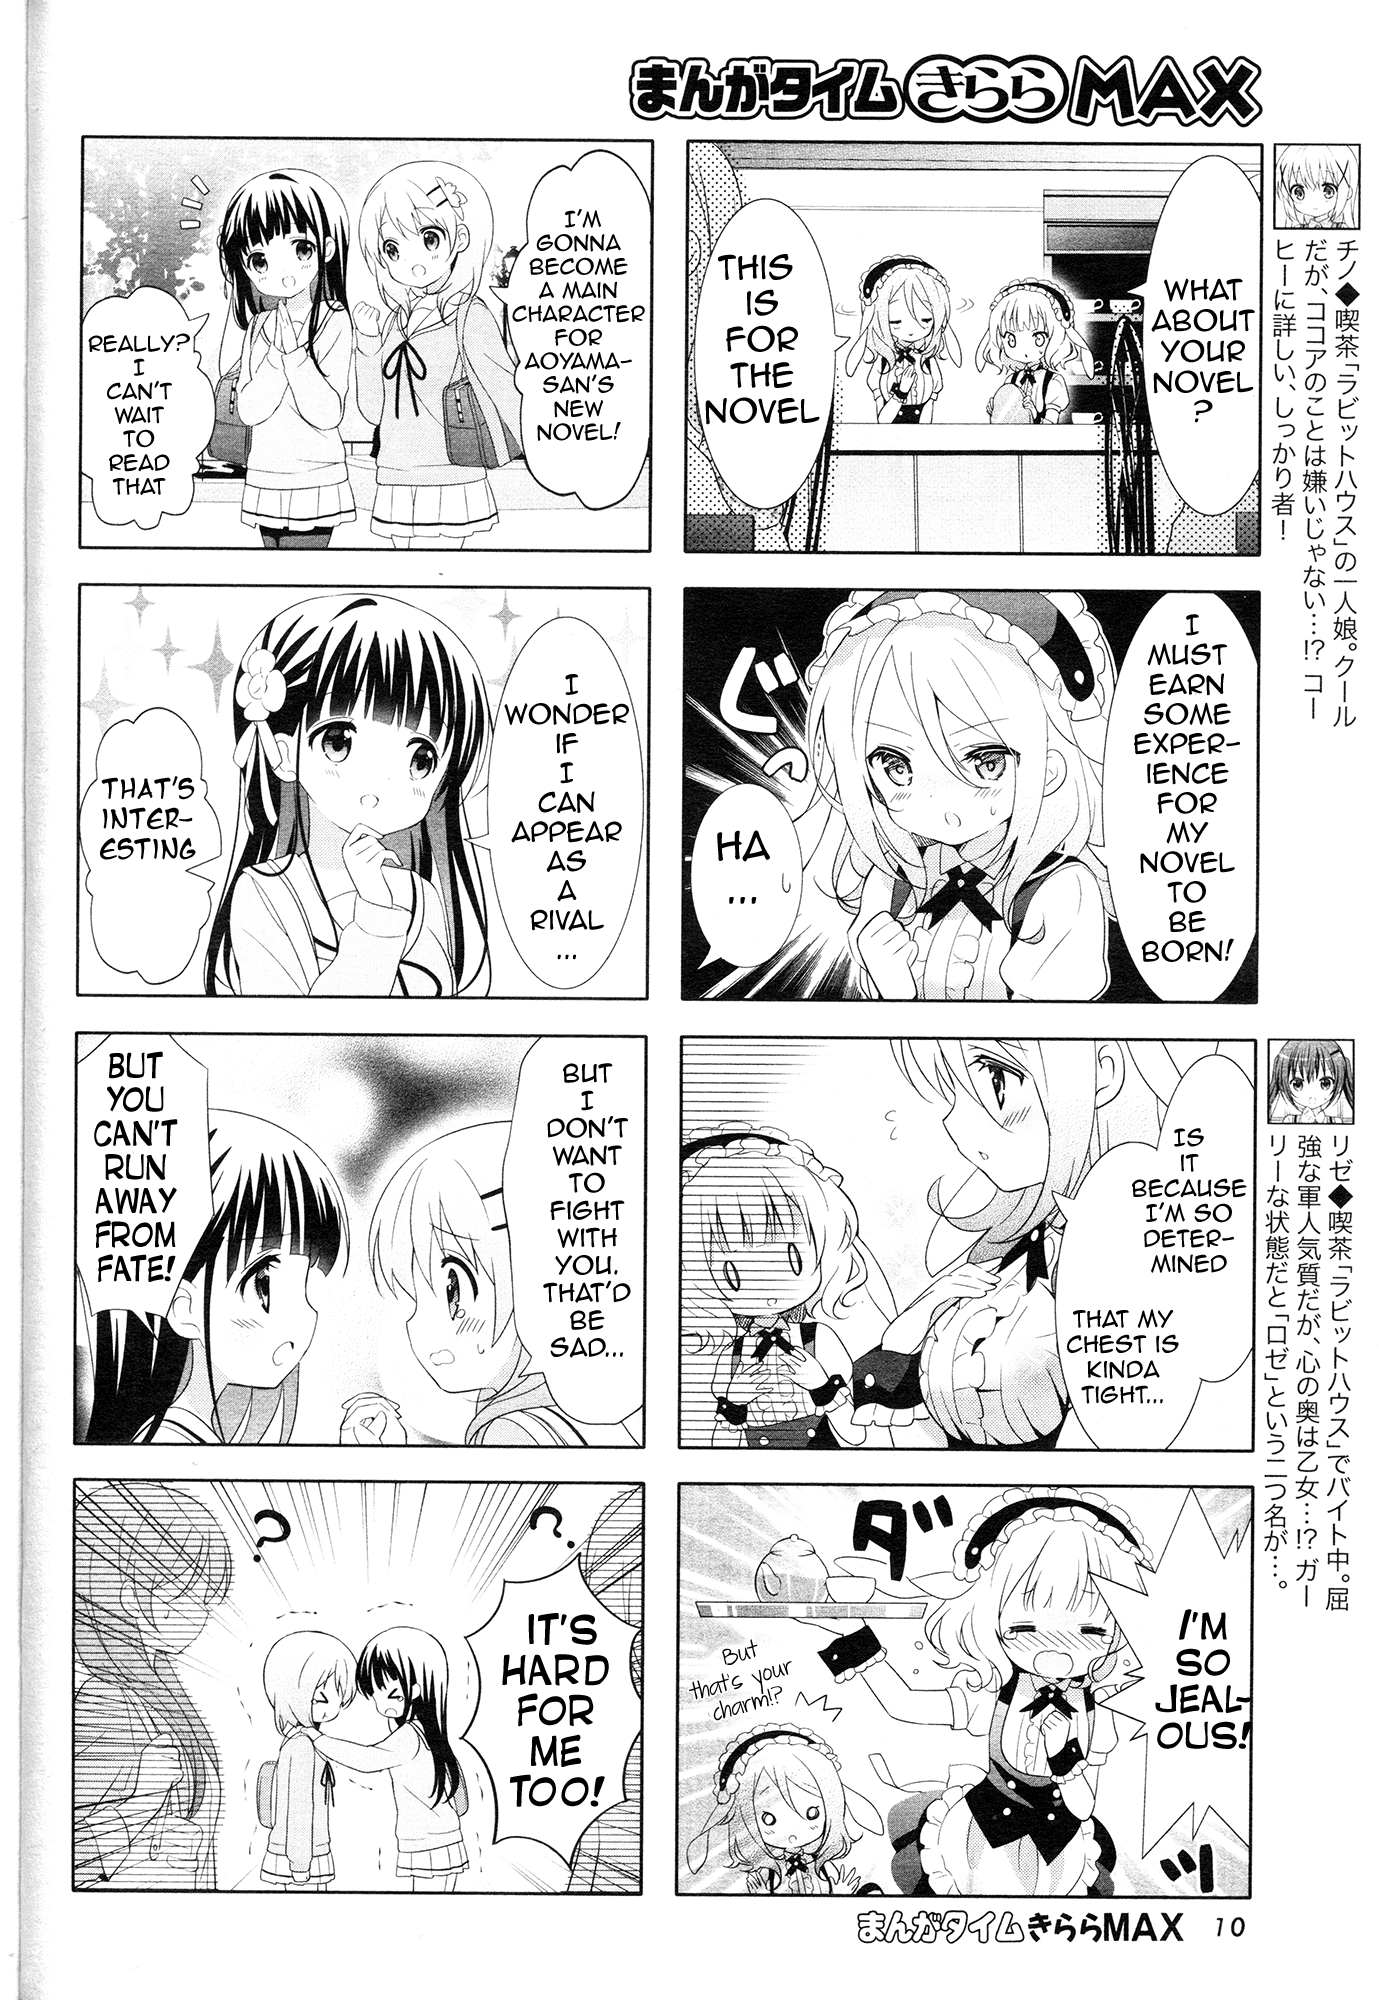 まんがタイムきららMAX
WHAT
ABOUT
YOUR
NOVEL
?
THIS
IS
FOR
THE
NOVEL
I
MUST
EARN
SOME
EXPER-
IENCE
FOR
MY
NOVEL
TO
BE
BORN!
ぐっ
HA
...
IS
IT
BECAUSE
I'M SO
DETER-
MINED
THAT MY
CHEST IS
KINDA
TIGHT...
I'M
SO
JEAL-
OUS!
ダッ
But
that's your
charm!?
I'M
GONNA
BECOME
A MAIN
CHARACTER
FOR
AOYAMA-
SAN'S
NEW
NOVEL!
REALLY?
I
CAN'T
WAIT
TO
READ
THAT
I
WONDER
IF
I
CAN
APPEAR
AS
A
RIVAL
...
THAT'S
INTER-
ESTING
BUT
I
DON'T
WANT
TO
FIGHT
WITH
YOU.
THAT'D
BE
SAD...
BUT
YOU
CAN'T
RUN
AWAY
FROM
FATE!
?
?
IT'S
HARD
FOR
ME
TOO!
チノ◆喫茶「ラビットハウス」の一人娘。クール
だが、ココアのことは嫌いじゃない…!? コー
ヒーに詳しい、しっかり者！
リゼ◆喫茶「ラビットハウス」でバイト中。屈
強な軍人気質だが、心の奥は乙女…!? ガー
リーな状態だと「ロゼ」という二つ名が…。
まんがタイムきららMAX 10